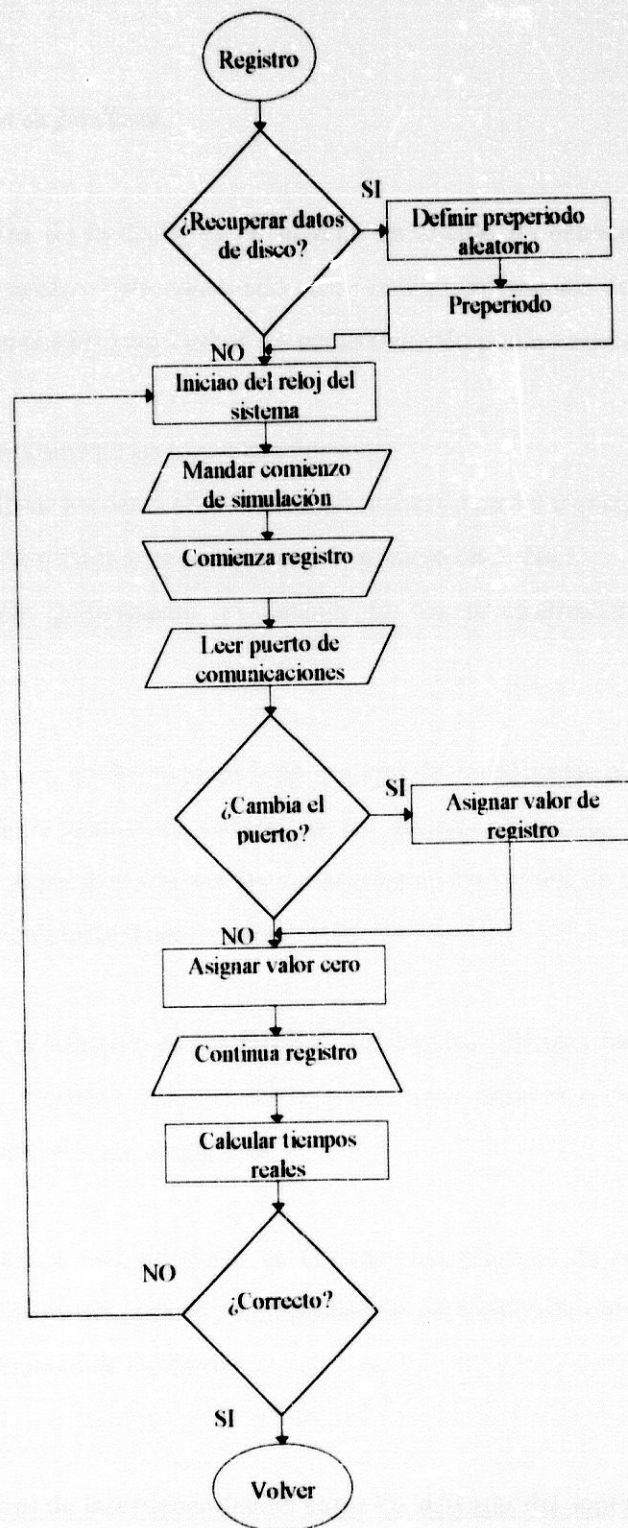 Registro
SI
¿Recuperar datos
de disco?
Definir preperiodo
aleatorio
Preperiodo
NO
Iniciao del reloj del
sistema
Mandar comienzo
de simulación
Comienza registro
Leer puerto de
comunicaciones
SI
¿Cambia el
puerto?
Asignar valor de
registro
NO
Asignar valor cero
Continua registro
Calcular tiempos
reales
NO
¿Correcto?
SI
Volver